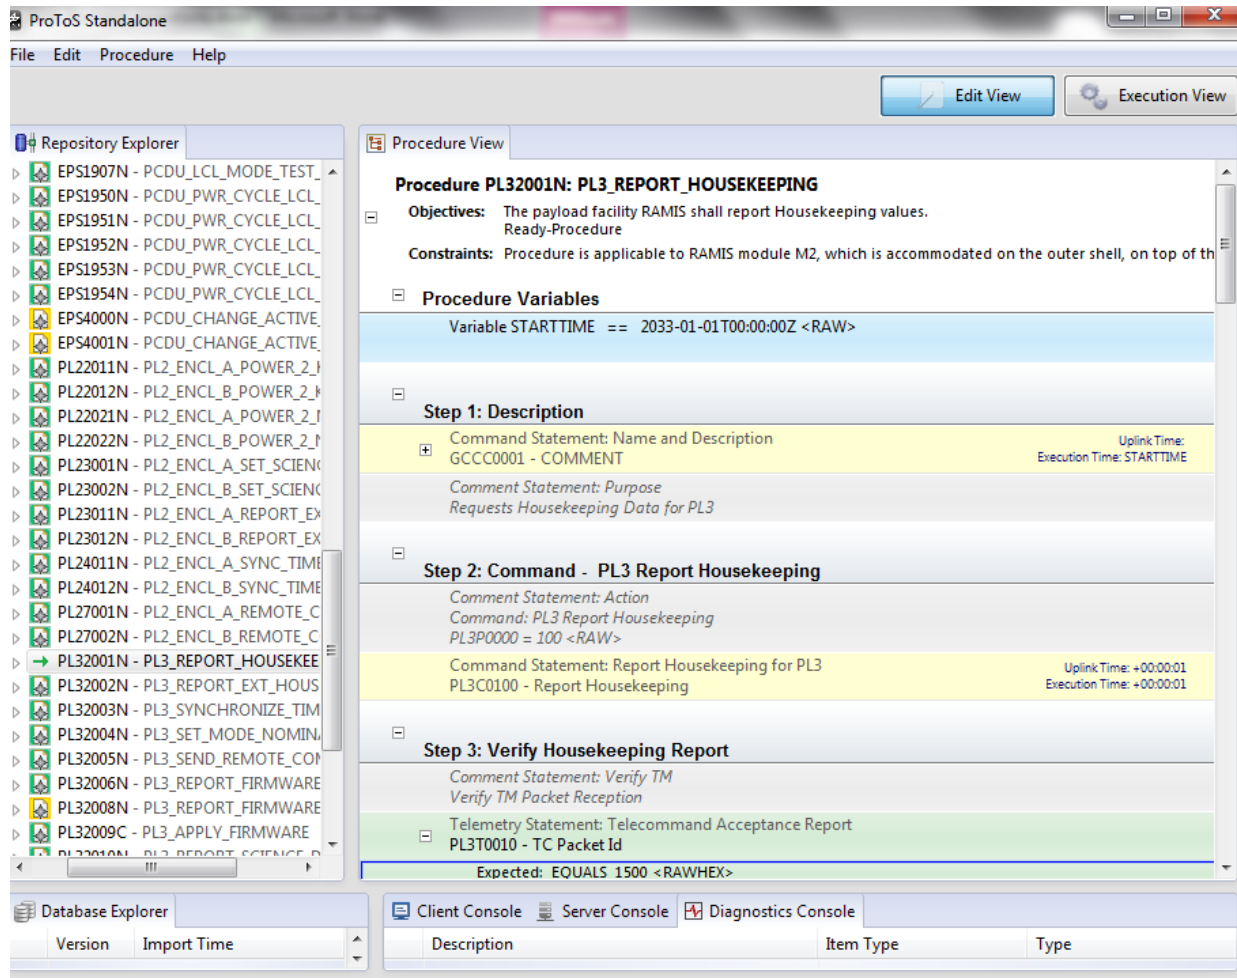 ProToS Standalone
File Edit Procedure Help
Edit View
Execution View
Repository Explorer
EPS1907N - PCDU_LCL_MODE_TEST_
EPS1950N - PCDU_PWR_CYCLE_LCL_
EPS1951N - PCDU_PWR_CYCLE_LCL_
EPS1952N - PCDU_PWR_CYCLE_LCL_
EPS1953N - PCDU_PWR_CYCLE_LCL_
EPS1954N - PCDU_PWR_CYCLE_LCL_
EPS4000N - PCDU_CHANGE_ACTIVE_
EPS4001N - PCDU_CHANGE_ACTIVE_
PL22011N - PL2_ENCL_A_POWER_2_
PL22012N - PL2_ENCL_B_POWER_2_
PL22021N - PL2_ENCL_A_POWER_2_
PL22022N - PL2_ENCL_B_POWER_2_
PL23001N - PL2_ENCL_A_SET_SCIEN
PL23002N - PL2_ENCL_B_SET_SCIEN
PL23011N - PL2_ENCL_A_REPORT_EX
PL23012N - PL2_ENCL_B_REPORT_EX
PL24011N - PL2_ENCL_A_SYNC_TIME
PL24012N - PL2_ENCL_B_SYNC_TIME
PL27001N - PL2_ENCL_A_REMOTE_C
PL27002N - PL2_ENCL_B_REMOTE_C
PL32001N - PL3_REPORT_HOUSEKEE
PL32002N - PL3_REPORT_EXT_HOUS
PL32003N - PL3_SYNCHRONIZE_TIM
PL32004N - PL3_SET_MODE_NOMIN
PL32005N - PL3_SEND_REMOTE_CO
PL32006N - PL3_REPORT_FIRMWARE
PL32008N - PL3_REPORT_FIRMWARE
PL32009C - PL3_APPLY_FIRMWARE
Procedure View
Procedure PL32001N: PL3_REPORT_HOUSEKEEPING
Objectives: The payload facility RAMIS shall report Housekeeping values.
Ready-Procedure
Constraints: Procedure is applicable to RAMIS module M2, which is accommodated on the outer shell, on top of th
Procedure Variables
Variable STARTTIME == 2033-01-01T00:00:00Z <RAW>
Step 1: Description
Command Statement: Name and Description
GCCC0001 - COMMENT
Uplink Time:
Execution Time: STARTTIME
Comment Statement: Purpose
Requests Housekeeping Data for PL3
Step 2: Command - PL3 Report Housekeeping
Comment Statement: Action
Command: PL3 Report Housekeeping
PL3P0000 = 100 <RAW>
Command Statement: Report Housekeeping for PL3
PL3C0100 - Report Housekeeping
Uplink Time: +00:00:01
Execution Time: +00:00:01
Step 3: Verify Housekeeping Report
Comment Statement: Verify TM
Verify TM Packet Reception
Telemetry Statement: Telecommand Acceptance Report
PL3T0010 - TC Packet Id
Expected: EQUALS 1500 <RAWHEX>
Database Explorer
Version Import Time
Client Console Server Console Diagnostics Console
Description Item Type Type